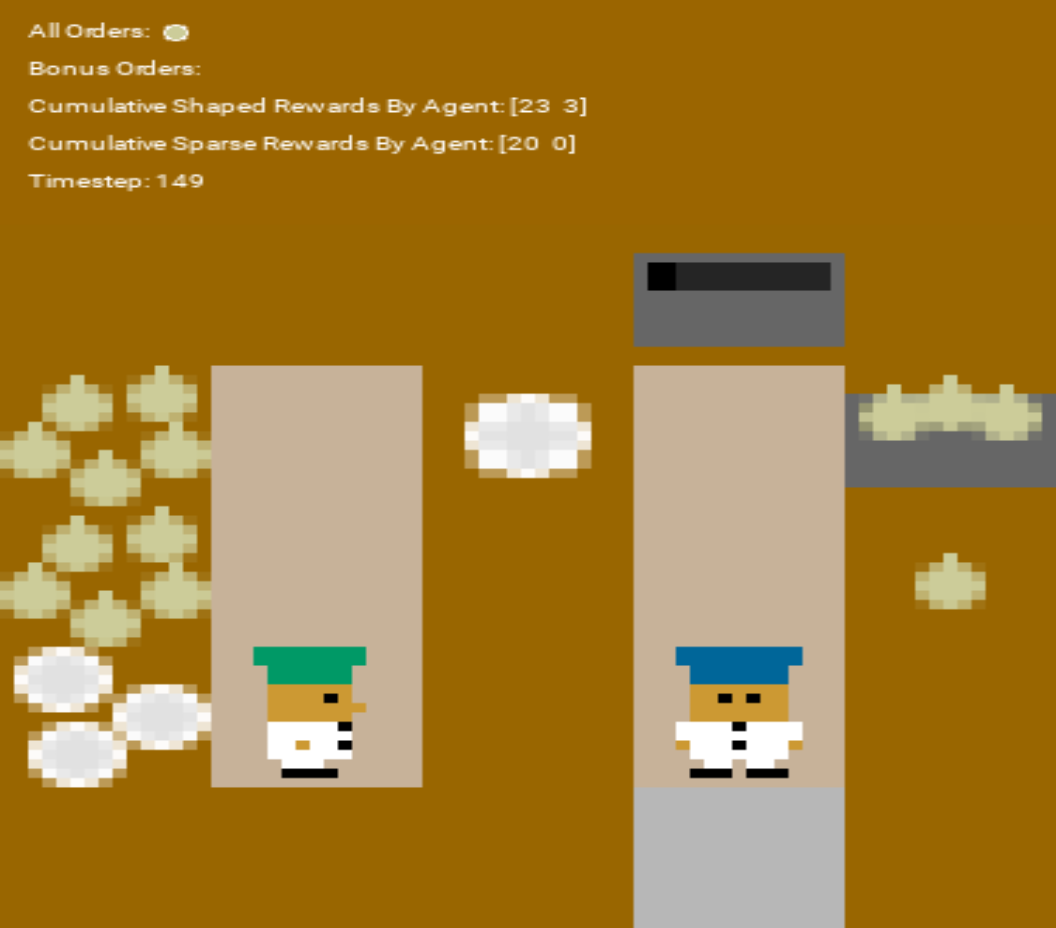 All Orders:
Bonus Orders:
Cumulative Shaped Rewards By Agent: [23 3]
Cumulative Sparse Rewards By Agent: [20 0]
Timestep: 149